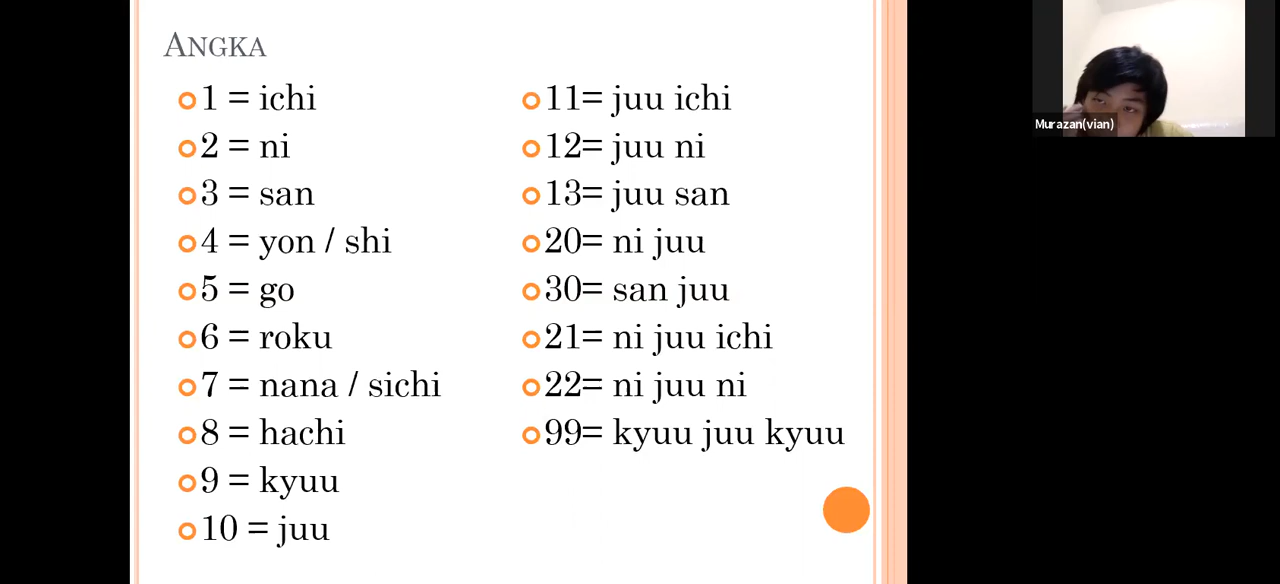 Angka
1 = ichi
2 = ni
3 = san
4 = yon / shi
5 = go
6 = roku
7 = nana / sichi
8 = hachi
9 = kyuu
10 = juu
11= juu ichi
12= juu ni
13= juu san
20= ni juu
30= san juu
21= ni juu ichi
22= ni juu ni
99= kyuu juu kyuu
Murazan(vian)